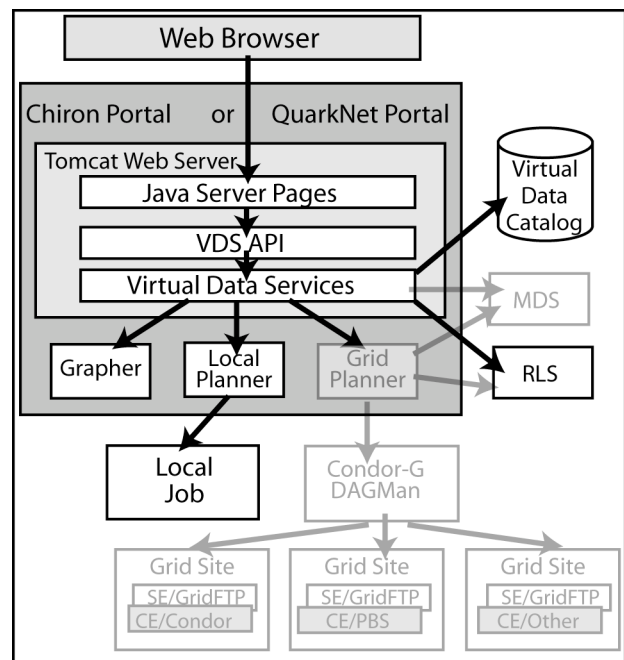 Web Browser
Chiron Portal or QuarkNet Portal
Tomcat Web Server
Java Server Pages
VDS API
Virtual Data Services
Virtual
Data
Catalog
MDS
Grapher
Local
Planner
Grid
Planner
RLS
Local
Job
Condor-G
DAGMan
Grid Site
SE/GridFTP
CE/Condor
Grid Site
SE/GridFTP
CE/PBS
Grid Site
SE/GridFTP
CE/Other